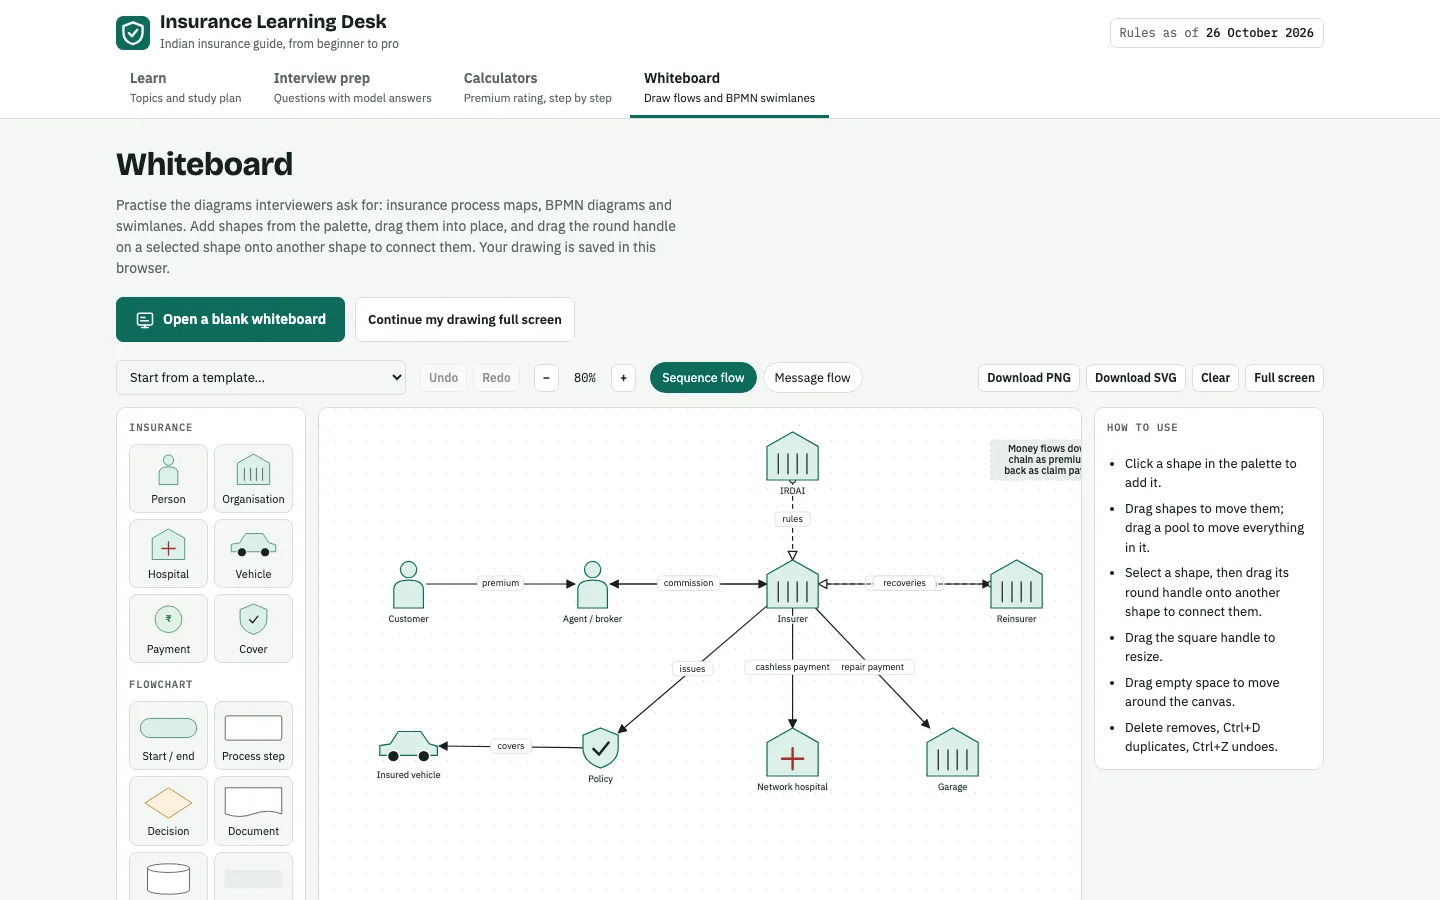 Insurance Learning Desk
Indian insurance guide, from beginner to pro
Rules as of 26 October 2026
Learn
Topics and study plan
Interview prep
Questions with model answers
Calculators
Premium rating, step by step
Whiteboard
Draw flows and BPMN swimlanes
Whiteboard
Practise the diagrams interviewers ask for: insurance process maps, BPMN diagrams and
swimlanes. Add shapes from the palette, drag them into place, and drag the round handle
on a selected shape onto another shape to connect them. Your drawing is saved in this
browser.
Open a blank whiteboard
Continue my drawing full screen
Start from a template...
Undo
Redo
−
80%
+
Sequence flow
Message flow
Download PNG
Download SVG
Clear
Full screen
INSURANCE
Person
Organisation
Hospital
Vehicle
₹
Payment
Cover
FLOWCHART
Start / end
Process step
Decision
Document
IRDAI
rules
Money flows dow
chain as premiu
back as claim pay
premium
commission
recoveries
Customer
Agent / broker
Insurer
Reinsurer
issues
cashless payment
repair payment
covers
Insured vehicle
Policy
Network hospital
Garage
HOW TO USE
• Click a shape in the palette to
add it.
• Drag shapes to move them;
drag a pool to move everything
in it.
• Select a shape, then drag its
round handle onto another
shape to connect them.
• Drag the square handle to
resize.
• Drag empty space to move
around the canvas.
• Delete removes, Ctrl+D
duplicates, Ctrl+Z undoes.